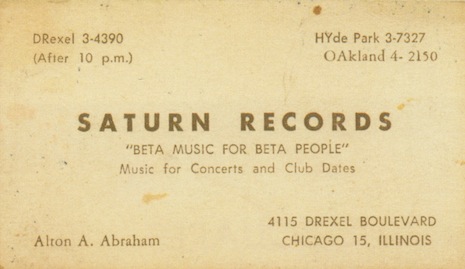 DRexel 3-4390
(After 10 p.m.)
HYde Park 3-7327
OAkland 4- 2150
SATURN RECORDS
"BETA MUSIC FOR BETA PEOPLE"
Music for Concerts and Club Dates
Alton A. Abraham
4115 DREXEL BOULEVARD
CHICAGO 15, ILLINOIS